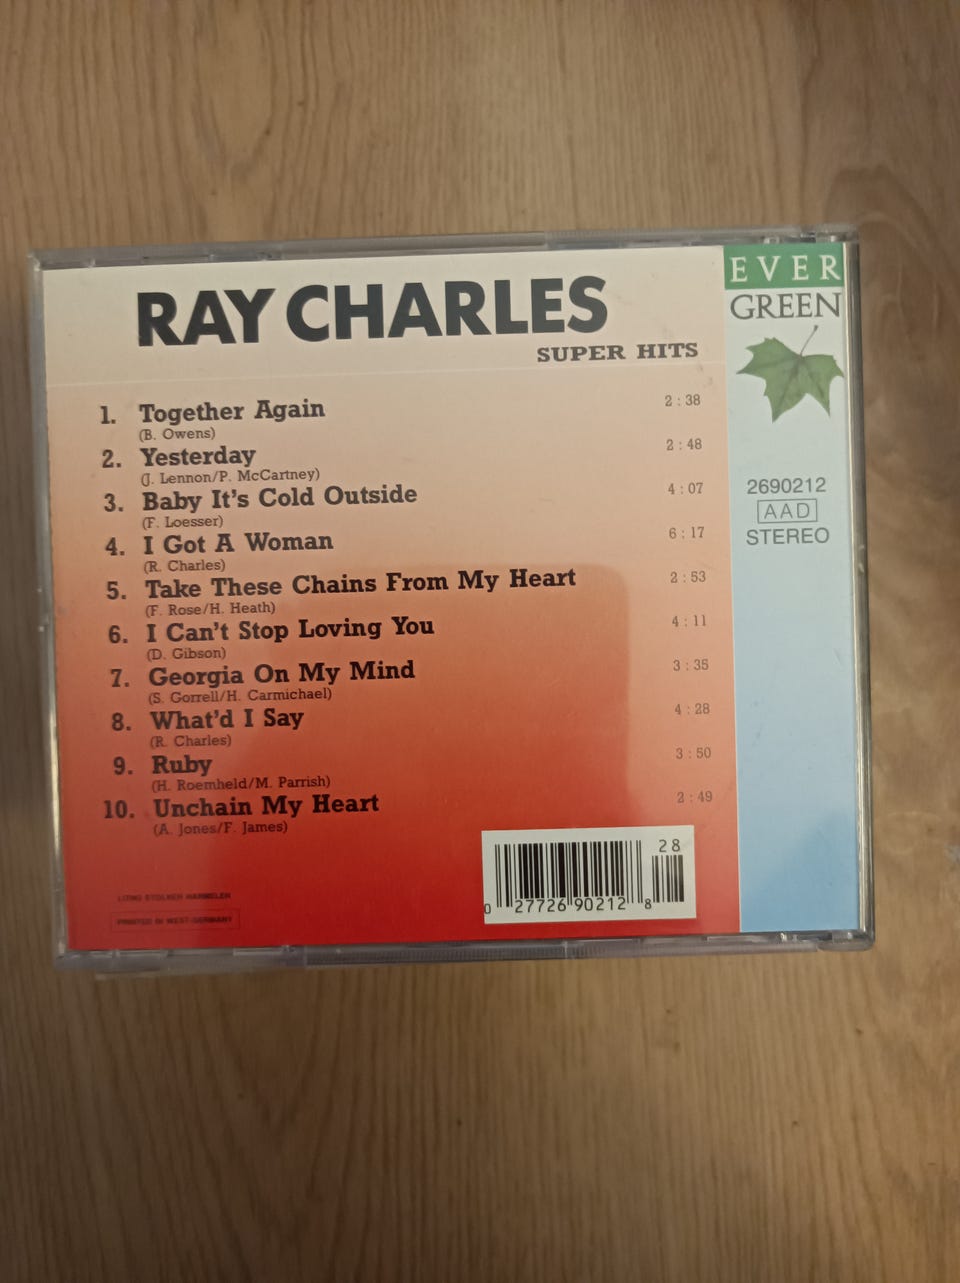 RAY CHARLES
SUPER HITS
1. Together Again 2 : 38
(B. Owens)
2. Yesterday 2 : 48
(J. Lennon/P. McCartney)
3. Baby It's Cold Outside 4 : 07
(F. Loesser)
4. I Got A Woman 6 : 17
(R. Charles)
5. Take These Chains From My Heart 2 : 53
(F. Rose/H. Heath)
6. I Can't Stop Loving You 4 : 11
(D. Gibson)
7. Georgia On My Mind 3 : 35
(S. Gorrell/H. Carmichael)
8. What'd I Say 4 : 28
(R. Charles)
9. Ruby 3 : 50
(H. Roemheld/M. Parrish)
10. Unchain My Heart 2 : 49
(A. Jones/F. James)
PRINTED IN WEST-GERMANY
28
0 27726 90212 8
EVER
GREEN
2690212
AAD
STEREO